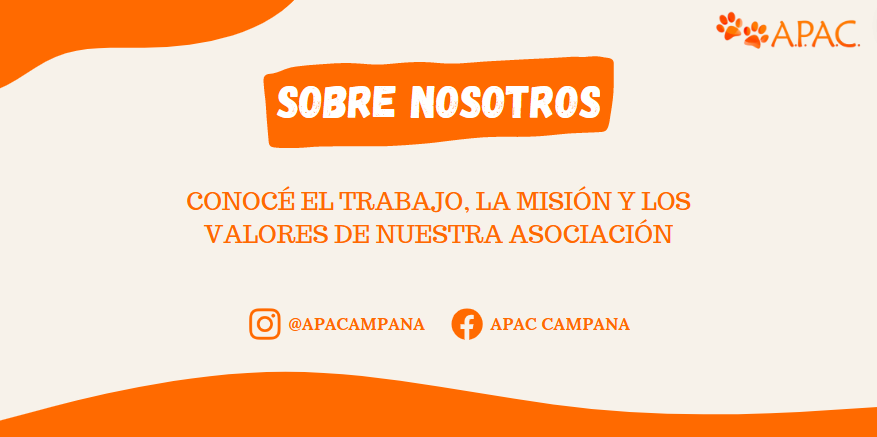 A.P.A.C.
SOBRE NOSOTROS
CONOCÉ EL TRABAJO, LA MISIÓN Y LOS
VALORES DE NUESTRA ASOCIACIÓN
@APACAMPANA APAC CAMPANA